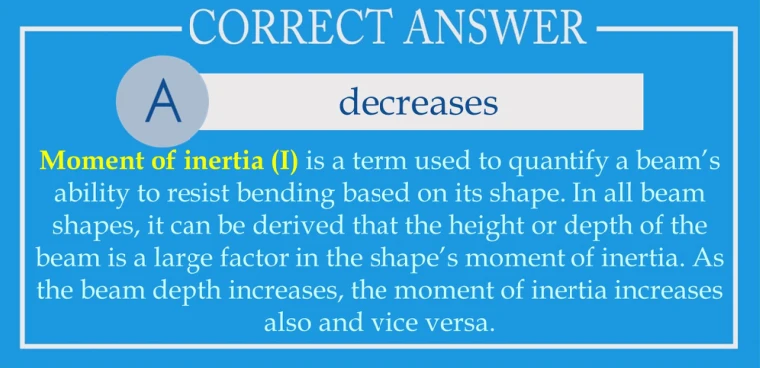 CORRECT ANSWER
A
decreases
Moment of inertia (I) is a term used to quantify a beam's
ability to resist bending based on its shape. In all beam
shapes, it can be derived that the height or depth of the
beam is a large factor in the shape's moment of inertia. As
the beam depth increases, the moment of inertia increases
also and vice versa.